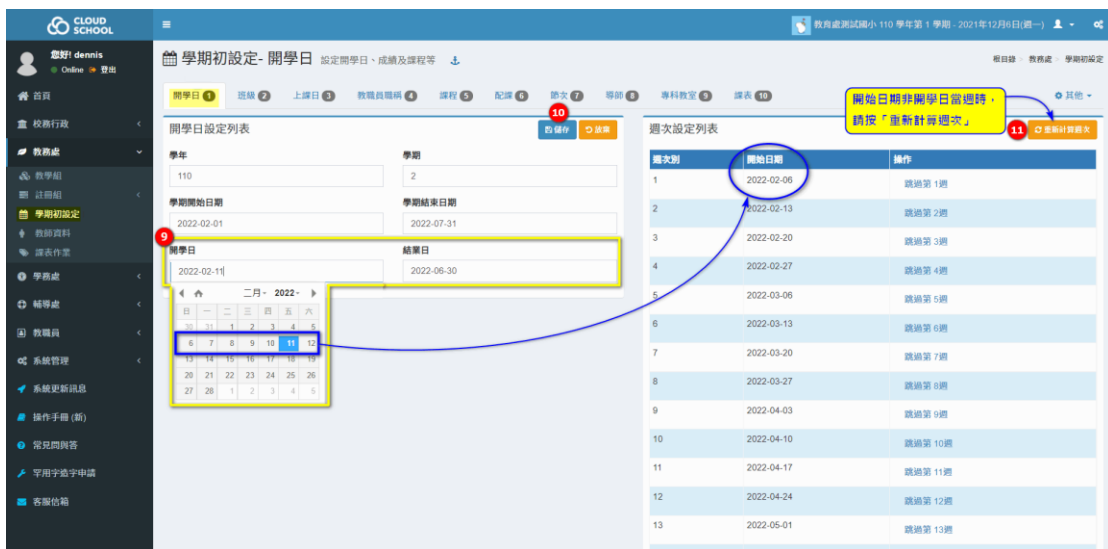 CLOUD SCHOOL
教育處測試國小 110 學年第 1 學期 - 2021年12月6日(週一)
您好! dennis
Online 登出
首頁
校務行政
教務處
教學組
註冊組
學期初設定
教師資料
課表作業
學務處
輔導處
教職員
系統管理
系統更新訊息
操作手冊 (新)
常見問與答
罕用字造字申請
客服信箱
學期初設定- 開學日 設定開學日、成績及課程等
根目錄 教務處 學期初設定
開學日 1 班級 2 上課日 3 教職員職稱 4 課程 5 配課 6 節次 7 導師 8 專科教室 9 課表 10 其他
開始日期非開學日當週時，
請按「重新計算週次」
開學日設定列表
10
儲存 放棄
學年 學期
110 2
學期開始日期 學期結束日期
2022-02-01 2022-07-31
9
開學日 結業日
2022-02-11 2022-06-30
二月- 2022-
日 一 二 三 四 五 六
30 31 1 2 3 4 5
6 7 8 9 10 11 12
13 14 15 16 17 18 19
20 21 22 23 24 25 26
27 28 1 2 3 4 5
週次設定列表
11 重新計算週次
週次別 開始日期 操作
1 2022-02-06 跳過第 1週
2 2022-02-13 跳過第 2週
3 2022-02-20 跳過第 3週
4 2022-02-27 跳過第 4週
5 2022-03-06 跳過第 5週
6 2022-03-13 跳過第 6週
7 2022-03-20 跳過第 7週
8 2022-03-27 跳過第 8週
9 2022-04-03 跳過第 9週
10 2022-04-10 跳過第 10週
11 2022-04-17 跳過第 11週
12 2022-04-24 跳過第 12週
13 2022-05-01 跳過第 13週